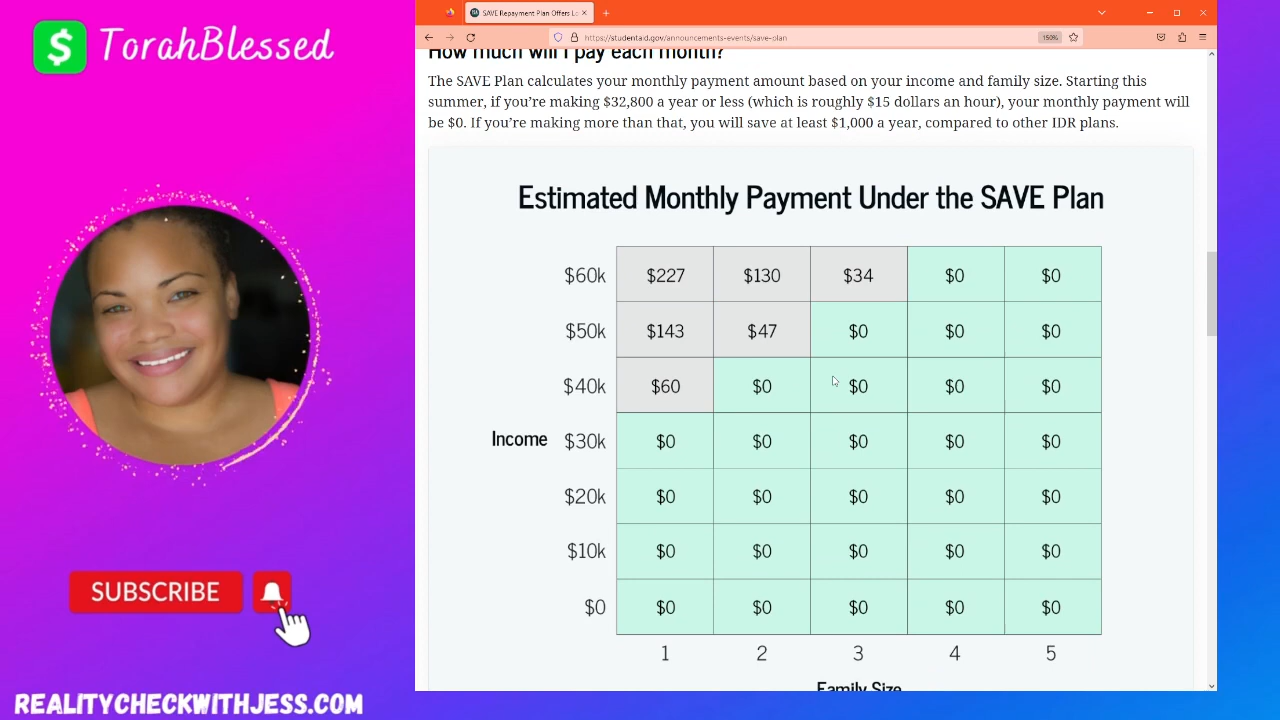 $ TorahBlessed
SUBSCRIBE
REALITYCHECKWITHJESS.COM
SAVE Repayment Plan Offers Lo
https://studentaid.gov/announcements-events/save-plan
150%
How much will I pay each month?
The SAVE Plan calculates your monthly payment amount based on your income and family size. Starting this
summer, if you’re making $32,800 a year or less (which is roughly $15 dollars an hour), your monthly payment will
be $0. If you’re making more than that, you will save at least $1,000 a year, compared to other IDR plans.
Estimated Monthly Payment Under the SAVE Plan
$60k $227 $130 $34 $0 $0
$50k $143 $47 $0 $0 $0
$40k $60 $0 $0 $0 $0
Income $30k $0 $0 $0 $0 $0
$20k $0 $0 $0 $0 $0
$10k $0 $0 $0 $0 $0
$0 $0 $0 $0 $0 $0
1 2 3 4 5
Family Size